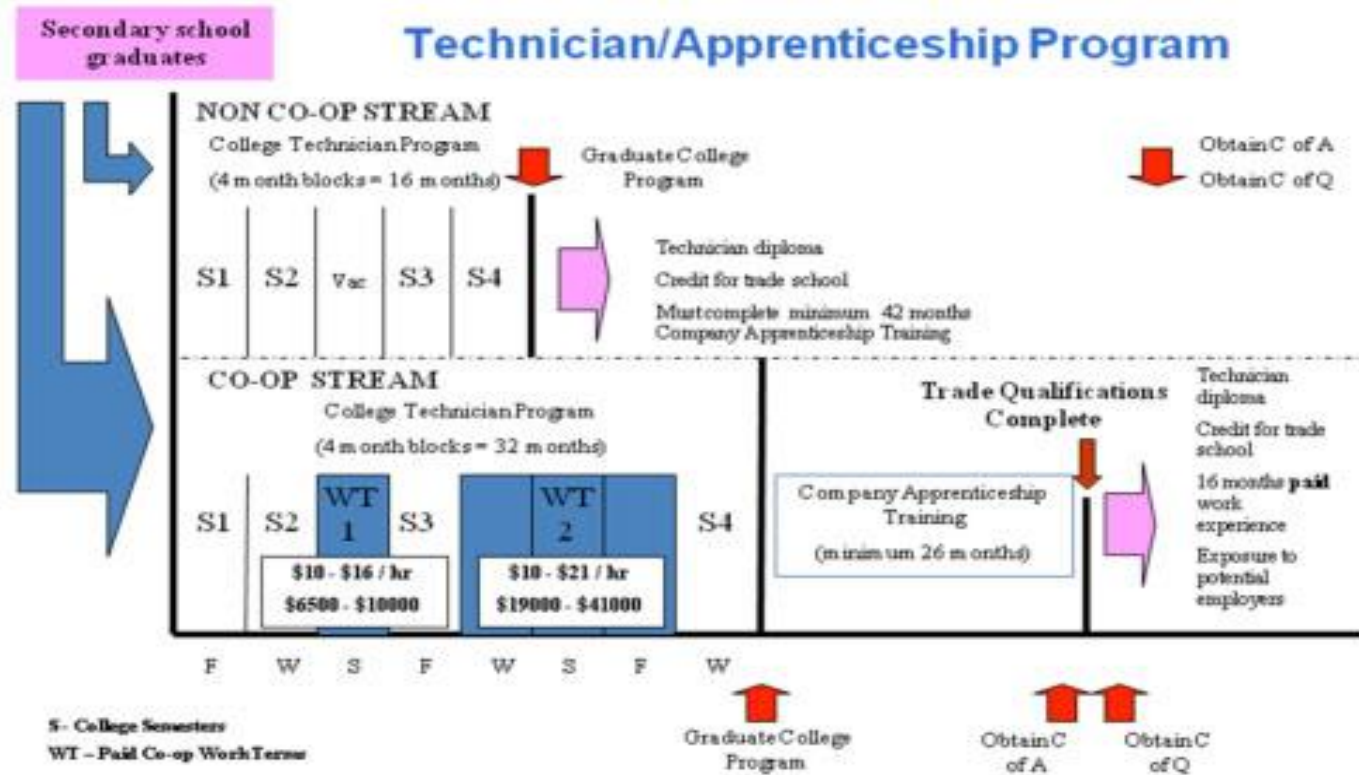 Secondary school
graduates
Technician/Apprenticeship Program
NON CO-OP STREAM
College Technician Program
(4 month blocks = 16 months)
Graduate College
Program
Obtain C of A
Obtain C of Q
S1 S2 Vac S3 S4
Technician diploma
Credit for trade school
Must complete minimum 42 months
Company Apprenticeship Training
CO-OP STREAM
College Technician Program
(4 month blocks = 32 months)
S1 S2 WT 1 S3 WT 2 S4
$10 - $16 / hr
$6500 - $10000
$10 - $21 / hr
$19000 - $41000
Trade Qualifications
Complete
Company Apprenticeship
Training
(minimum 26 months)
Technician
diploma
Credit for trade
school
16 months paid
work
experience
Exposure to
potential
employers
F W S F W S F W
S - College Semesters
WT – Paid Co-op Work Terms
Graduate College
Program
Obtain C
of A
Obtain C
of Q